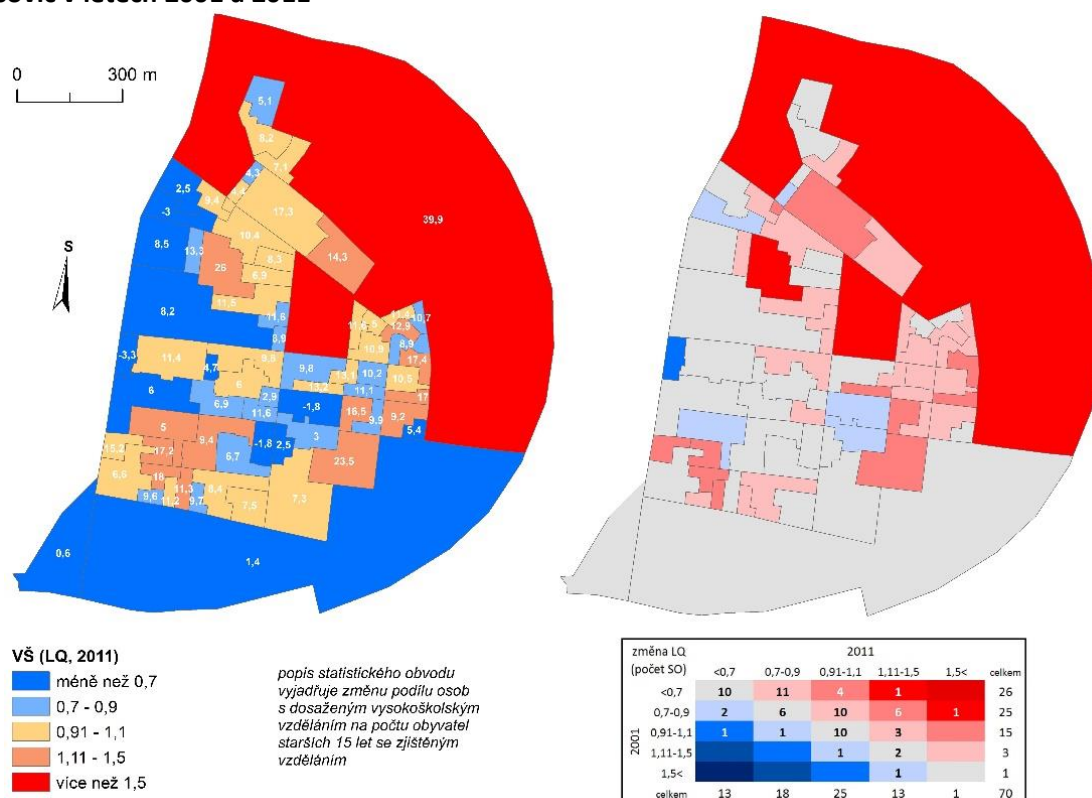 v letech 2001 a 2011
0 300 m
S
5,1
8,2
7,1
4,3
2,5
9,4
17,3
39,9
-3
10,4
14,3
8,5
13,3
8,3
25
6,9
11,5
8,2
11,6
8,9
10,7
12,9
8,9
10,9
-3,3
11,4
4,7
9,8
17,4
6
13,1
10,2
10,5
13,2
6
11,1
17
6,9
2,9
-1,8
11,6
16,5
9,9
9,2
5
9,4
-1,8
2,5
3
5,4
15,2
17,2
6,7
23,5
6,6
18
11,3
8,4
7,3
9,6
11,2
9,7
7,5
0,6
1,4
VŠ (LQ, 2011)
méně než 0,7
0,7 - 0,9
0,91 - 1,1
1,11 - 1,5
více než 1,5
popis statistického obvodu
vyjadřuje změnu podílu osob
s dosaženým vysokoškolským
vzděláním na počtu obyvatel
starších 15 let se zjištěným
vzděláním
změna LQ 2011
(počet SO) <0,7 0,7-0,9 0,91-1,1 1,11-1,5 1,5< celkem
2001
<0,7 10 11 4 1 26
0,7-0,9 2 6 10 6 1 25
0,91-1,1 1 1 10 3 15
1,11-1,5 1 2 3
1,5< 1 1
celkem 13 18 25 13 1 70